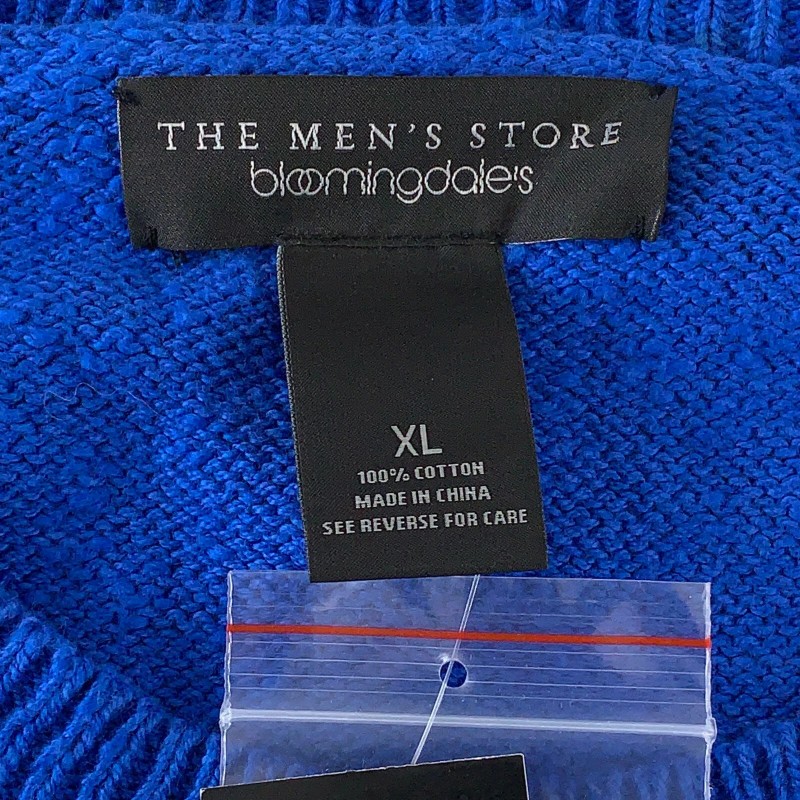 THE MEN'S STORE
bloomingdale's
XL
100% COTTON
MADE IN CHINA
SEE REVERSE FOR CARE